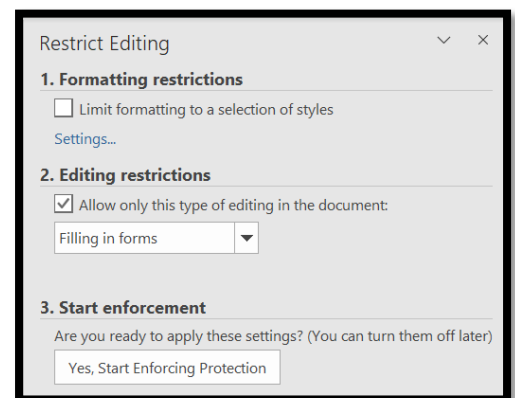 Restrict Editing
1. Formatting restrictions
Limit formatting to a selection of styles
Settings...
2. Editing restrictions
Allow only this type of editing in the document:
Filling in forms
3. Start enforcement
Are you ready to apply these settings? (You can turn them off later)
Yes, Start Enforcing Protection